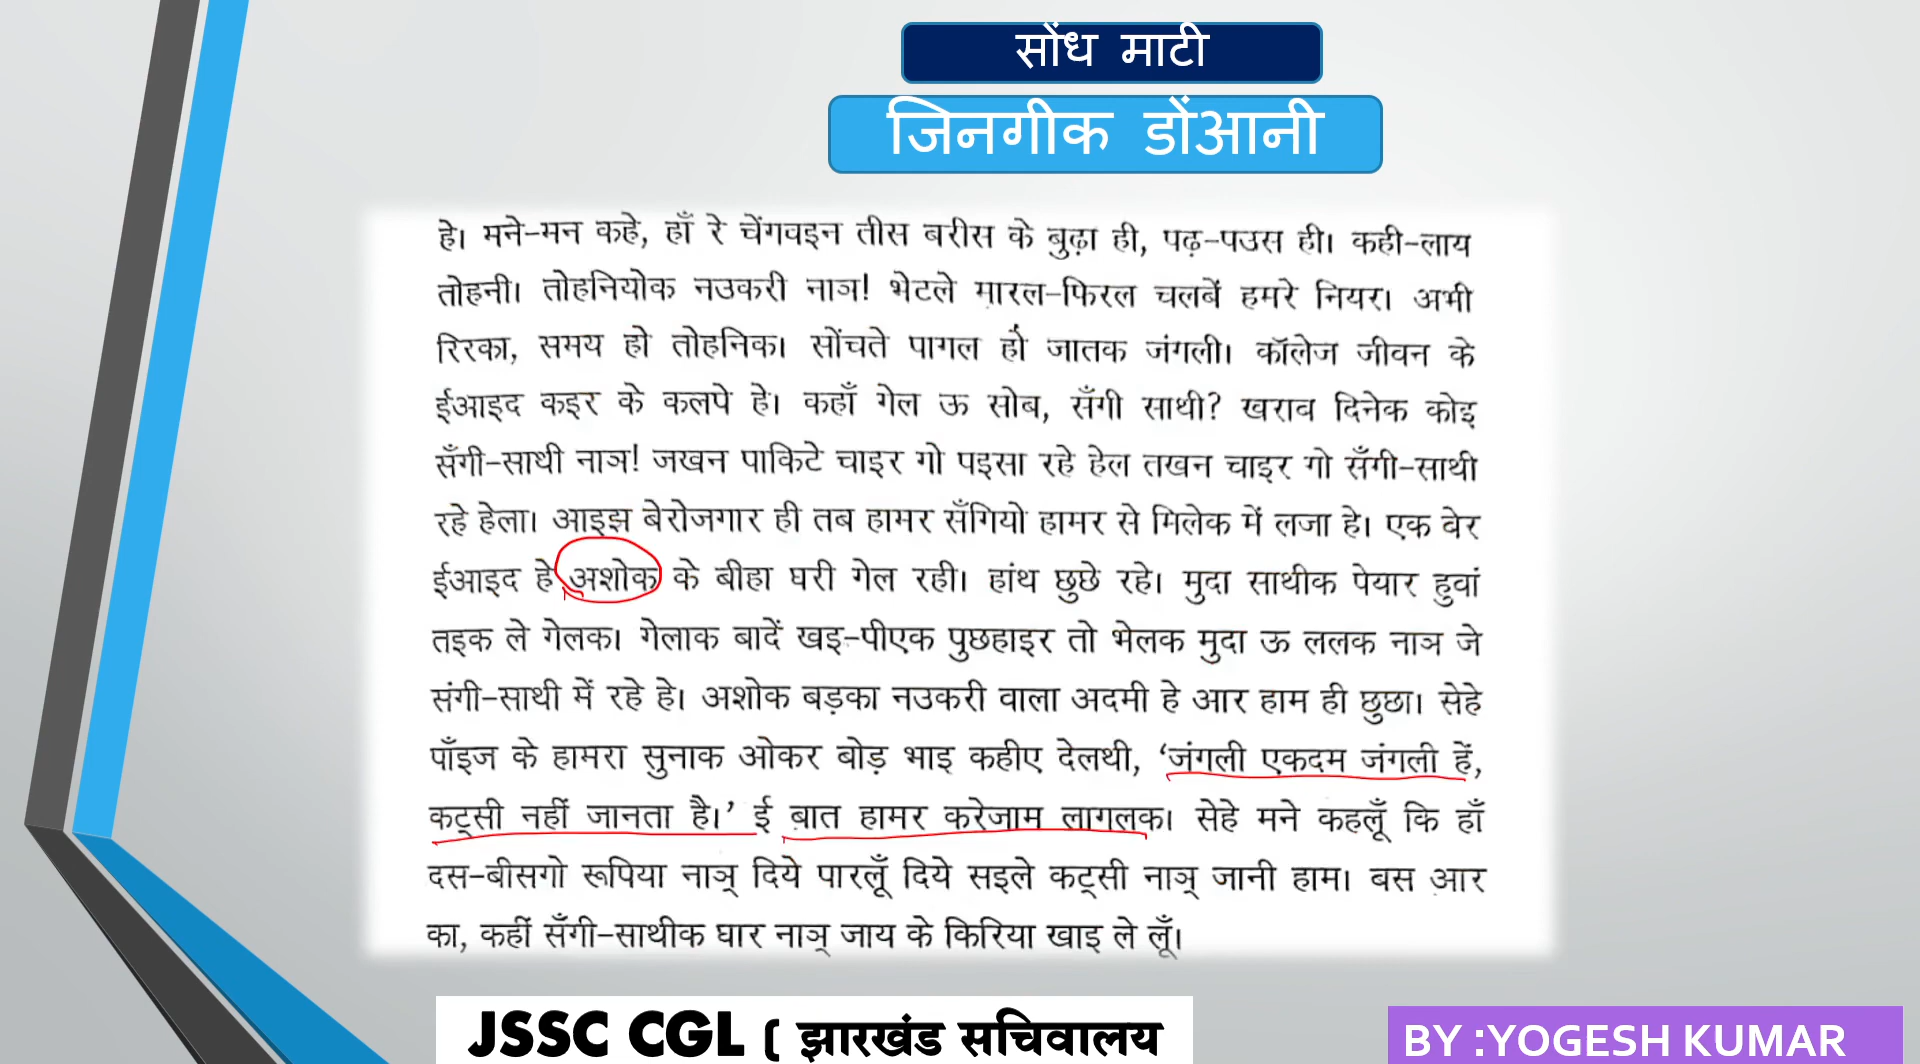 सोंध माटी
जिनगीक डोंआनी
हे। मने-मन कहे, हाँ रे चेंगवइन तीस बरीस के बुढ़ा ही, पढ़-पउस ही। कही-लाय
तोहनी। तोहनियोक नउकरी नाञ! भेटले मारल-फिरल चलबें हमरे नियर। अभी
रिरका, समय हो तोहनिक। सोंचते पागल हो जातक जंगली। कॉलेज जीवन के
ईआइद कइर के कलपे हे। कहाँ गेल ऊ सोब, सँगी साथी? खराव दिनेक कोइ
सँगी-साथी नाञ! जखन पाकिटे चाइर गो पइसा रहे हेल तखन चाइर गो सँगी-साथी
रहे हेला। आइझ बेरोजगार ही तब हामर सँगियो हामर से मिलेक में लजा हे। एक बेर
ईआइद हे अशोक के बीहा घरी गेल रही। हांथ छुछे रहे। मुदा साथीक पेयार हुवां
तइक ले गेलक। गेलाक बादें खइ-पीएक पुछहाइर तो भेलक मुदा ऊ ललक नाञ जे
संगी-साथी में रहे हे। अशोक बड़का नउकरी वाला अदमी हे आर हाम ही छुछा। सेहे
पाँइज के हामरा सुनाक ओकर बोड़ भाइ कहीए देलथी, ‘जंगली एकदम जंगली हें,
कट्सी नहीं जानता है।’ ई बात हामर करेजाम लागलक। सेहे मने कहलूँ कि हाँ
दस-बीसगो रूपिया नाञ् दिये पारलूँ दिये सइले कट्सी नाञ् जानी हाम। बस आर
का, कहीं सँगी-साथीक घार नाञ् जाय के किरिया खाइ ले लूँ।
JSSC CGL ( झारखंड सचिवालय
BY :YOGESH KUMAR